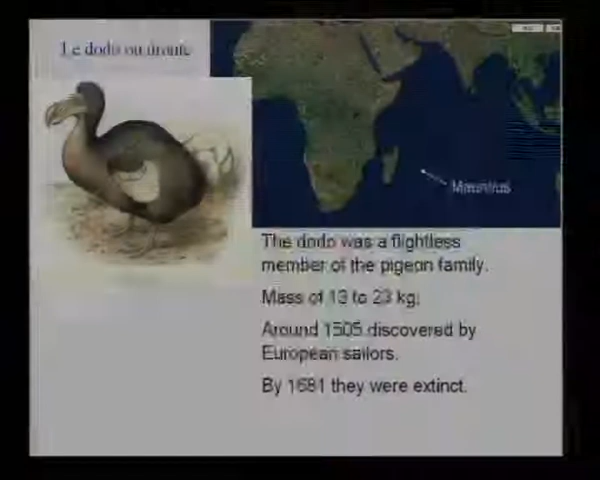 Le dodo ou dronte
Mauritius
The dodo was a flightless
member of the pigeon family.
Mass of 13 to 23 kg.
Around 1505 discovered by
European sailors.
By 1681 they were extinct.